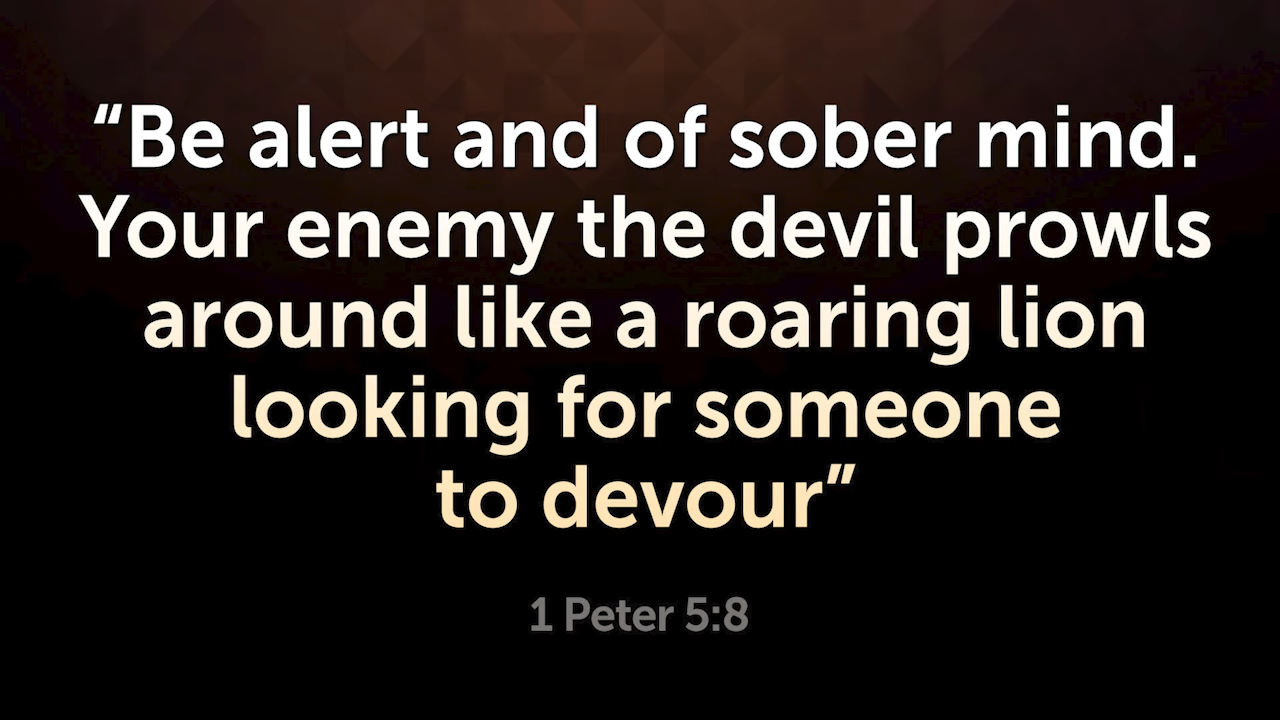 “Be alert and of sober mind.
Your enemy the devil prowls
around like a roaring lion
looking for someone
to devour”
1 Peter 5:8